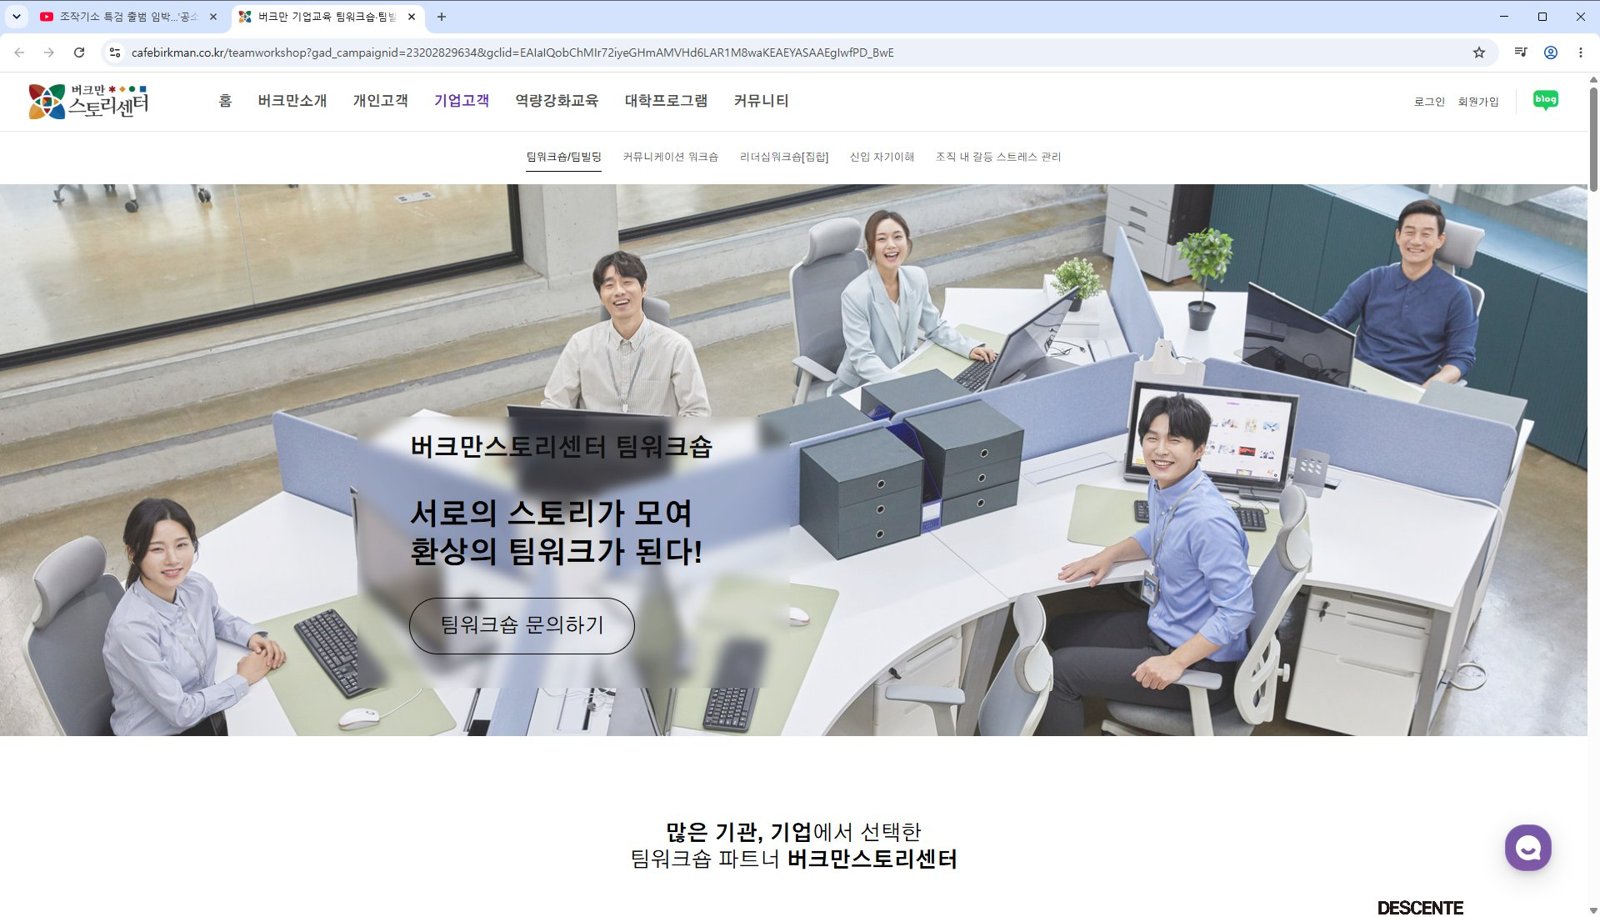 조작기소 특검 출범 임박...'공소
버크만 기업교육 팀워크숍·팀빌
cafebirkman.co.kr/teamworkshop?gad_campaignid=23202829634&gclid=EAIaIQobChMIr72iyeGHmAMVHd6LAR1M8waKEAEYASAAEgIwfPD_BwE
버크만
스토리센터
홈 버크만소개 개인고객 기업고객 역량강화교육 대학프로그램 커뮤니티
로그인 회원가입 blog
팀워크숍/팀빌딩 커뮤니케이션 워크숍 리더십워크숍[집합] 신입 자기이해 조직 내 갈등 스트레스 관리
버크만스토리센터 팀워크숍
서로의 스토리가 모여
환상의 팀워크가 된다!
팀워크숍 문의하기
많은 기관, 기업에서 선택한
팀워크숍 파트너 버크만스토리센터
DESCENTE